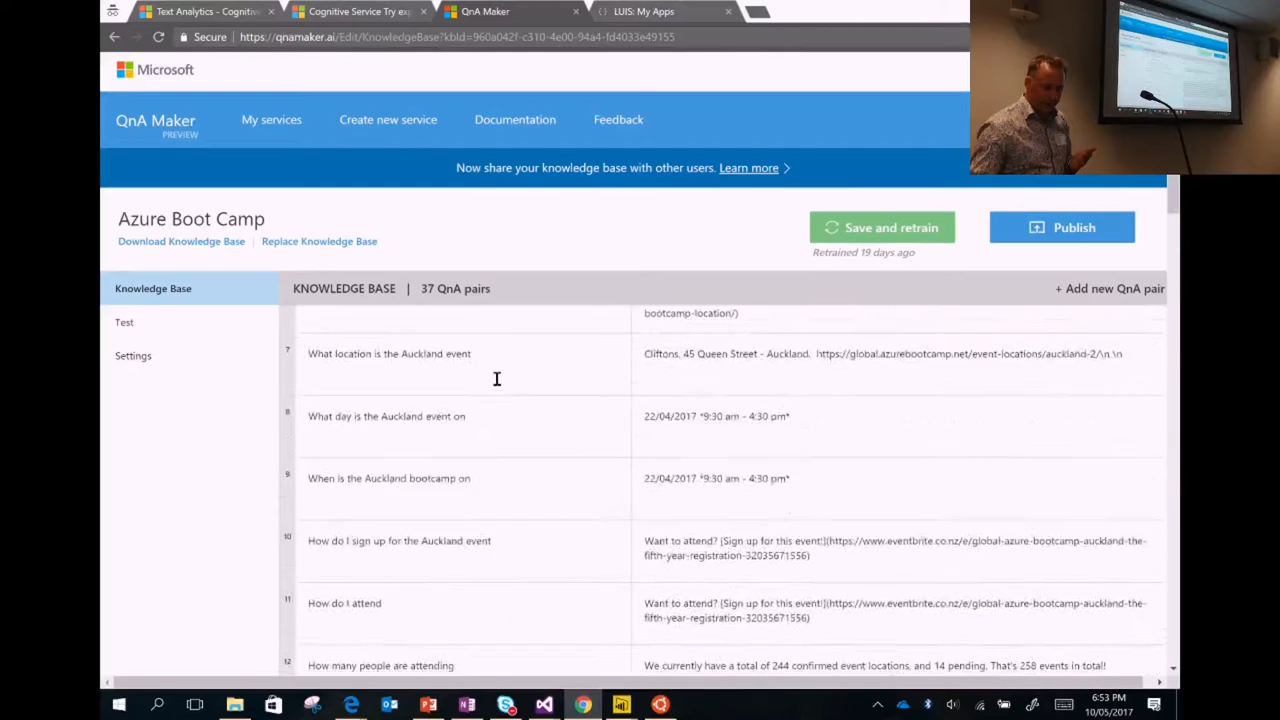 Text Analytics - Cognitive
Cognitive Service Try exp
QnA Maker
LUIS: My Apps
Secure https://qnamaker.ai/Edit/KnowledgeBase?kbId=960a042f-c310-4e00-94a4-fd4033e49155
Microsoft
QnA Maker
PREVIEW
My services
Create new service
Documentation
Feedback
Now share your knowledge base with other users. Learn more >
Azure Boot Camp
Download Knowledge Base | Replace Knowledge Base
Save and retrain
Publish
Retrained 19 days ago
Knowledge Base
Test
Settings
KNOWLEDGE BASE | 37 QnA pairs
+ Add new QnA pair
bootcamp-location/)
7 What location is the Auckland event
Cliftons, 45 Queen Street - Auckland. https://global.azurebootcamp.net/event-locations/auckland-2/\n \n
8 What day is the Auckland event on
22/04/2017 *9:30 am - 4:30 pm*
9 When is the Auckland bootcamp on
22/04/2017 *9:30 am - 4:30 pm*
10 How do I sign up for the Auckland event
Want to attend? [Sign up for this event!](https://www.eventbrite.co.nz/e/global-azure-bootcamp-auckland-the-
fifth-year-registration-32035671556)
11 How do I attend
Want to attend? [Sign up for this event!](https://www.eventbrite.co.nz/e/global-azure-bootcamp-auckland-the-
fifth-year-registration-32035671556)
12 How many people are attending
We currently have a total of 244 confirmed event locations, and 14 pending. That's 258 events in total!
6:53 PM
10/05/2017